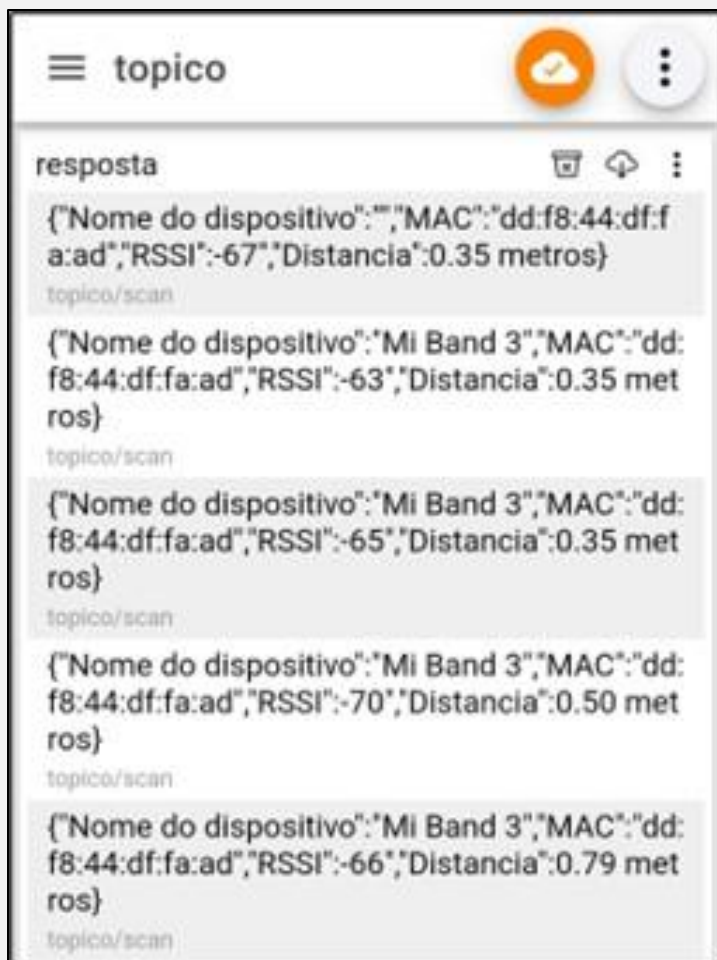 topico
resposta
{"Nome do dispositivo":"","MAC":"dd:f8:44:df:f
a:ad","RSSI":-67","Distancia":0.35 metros}
topico/scan
{"Nome do dispositivo":"Mi Band 3","MAC":"dd:
f8:44:df:fa:ad","RSSI":-63","Distancia":0.35 met
ros}
topico/scan
{"Nome do dispositivo":"Mi Band 3","MAC":"dd:
f8:44:df:fa:ad","RSSI":-65","Distancia":0.35 met
ros}
topico/scan
{"Nome do dispositivo":"Mi Band 3","MAC":"dd:
f8:44:df:fa:ad","RSSI":-70","Distancia":0.50 met
ros}
topico/scan
{"Nome do dispositivo":"Mi Band 3","MAC":"dd:
f8:44:df:fa:ad","RSSI":-66","Distancia":0.79 met
ros}
topico/scan